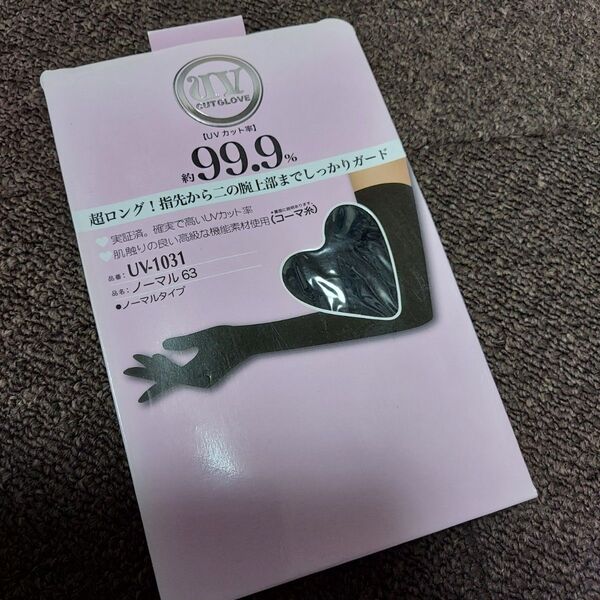 UV
CUT GLOVE
【UV カット率】
約99.9%
超ロング！指先から二の腕上部までしっかりガード
実証済。確実で高いUVカット率
肌触りの良い高級な機能素材使用(コーマ糸)
品番：UV-1031
品名：ノーマル 63
●ノーマルタイプ